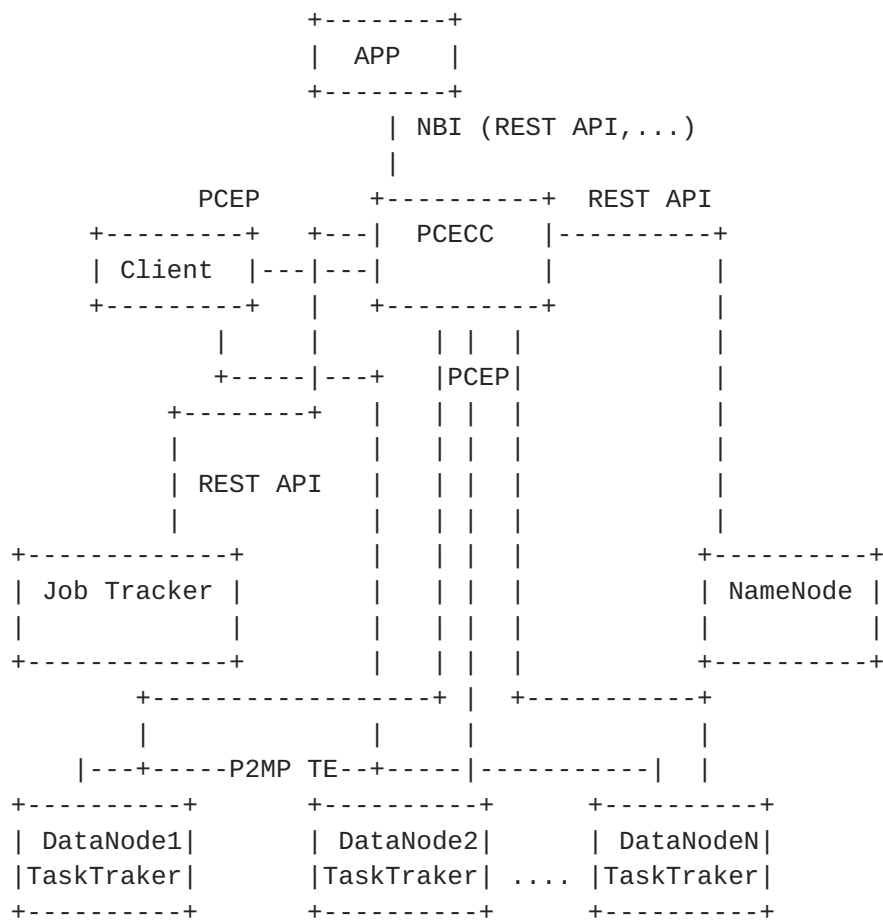 APP
NBI (REST API,...)
PCEP REST API
PCECC
Client
PCEP
REST API
Job Tracker NameNode
P2MP TE
DataNode1 DataNode2 DataNodeN
TaskTraker TaskTraker .... TaskTraker